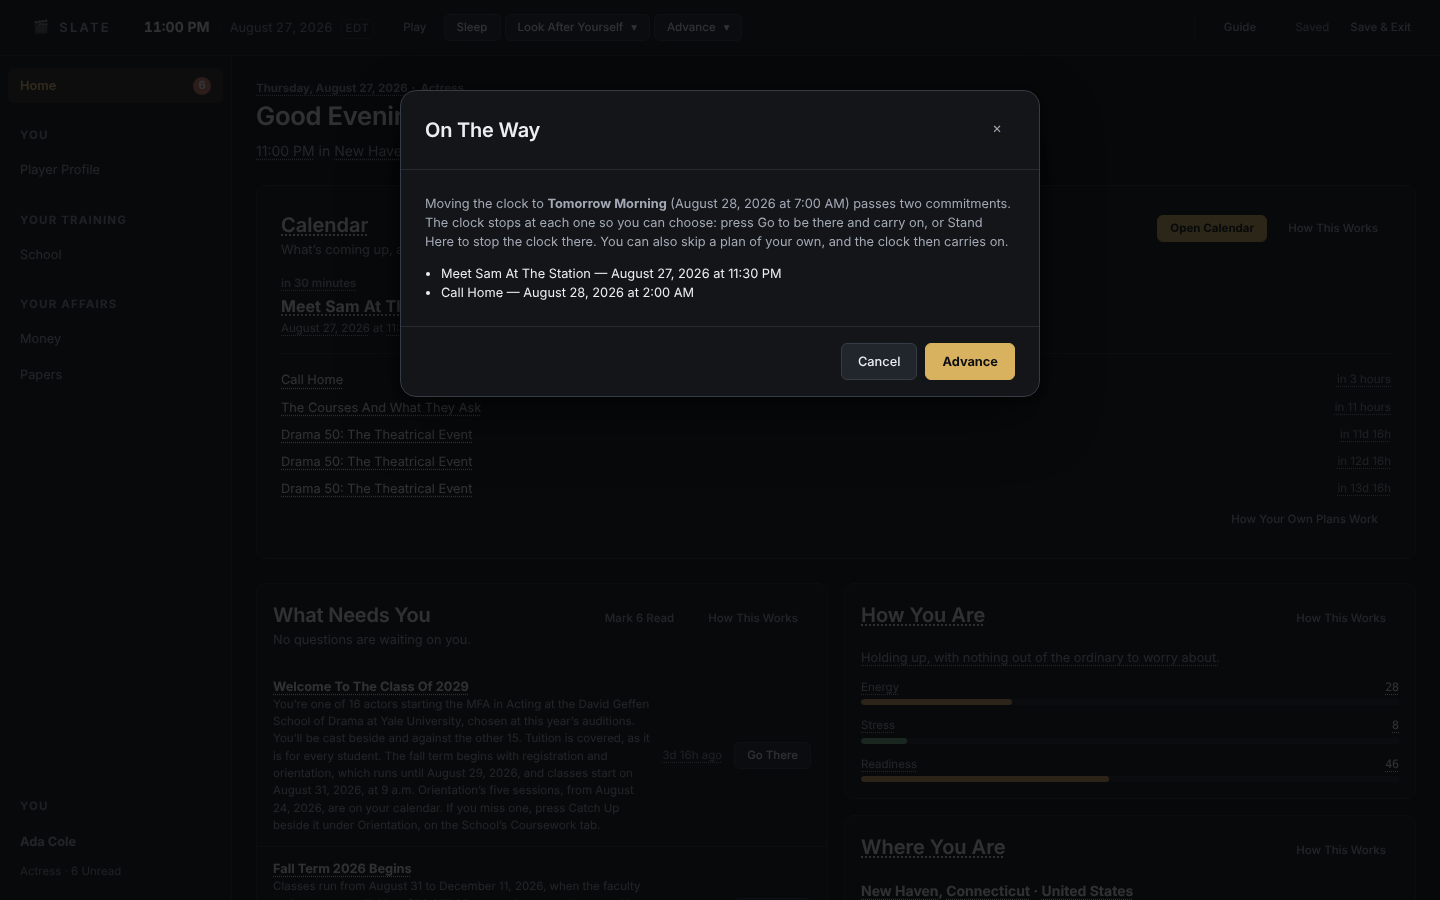 SLATE
11:00 PM
August 27, 2026 EDT
Play
Sleep
Look After Yourself ▾
Advance ▾
Guide
Saved
Save & Exit
Home
6
YOU
Player Profile
YOUR TRAINING
School
YOUR AFFAIRS
Money
Papers
YOU
Ada Cole
Actress · 6 Unread
Thursday, August 27, 2026 · Actress
Good Evenin
11:00 PM in New Have
Calendar
What's coming up, a
Open Calendar
How This Works
in 30 minutes
Meet Sam At Tl
August 27, 2026 at 11:
Call Home
in 3 hours
The Courses And What They Ask
in 11 hours
Drama 50: The Theatrical Event
in 11d 16h
Drama 50: The Theatrical Event
in 12d 16h
Drama 50: The Theatrical Event
in 13d 16h
How Your Own Plans Work
On The Way
×
Moving the clock to Tomorrow Morning (August 28, 2026 at 7:00 AM) passes two commitments.
The clock stops at each one so you can choose: press Go to be there and carry on, or Stand
Here to stop the clock there. You can also skip a plan of your own, and the clock then carries on.
• Meet Sam At The Station — August 27, 2026 at 11:30 PM
• Call Home — August 28, 2026 at 2:00 AM
Cancel
Advance
What Needs You
Mark 6 Read
How This Works
No questions are waiting on you.
Welcome To The Class Of 2029
You're one of 16 actors starting the MFA in Acting at the David Geffen
School of Drama at Yale University, chosen at this year's auditions.
You'll be cast beside and against the other 15. Tuition is covered, as it
is for every student. The fall term begins with registration and
orientation, which runs until August 29, 2026, and classes start on
August 31, 2026, at 9 a.m. Orientation's five sessions, from August
24, 2026, are on your calendar. If you miss one, press Catch Up
beside it under Orientation, on the School's Coursework tab.
3d 16h ago
Go There
Fall Term 2026 Begins
Classes run from August 31 to December 11, 2026, when the faculty
How You Are
How This Works
Holding up, with nothing out of the ordinary to worry about.
Energy
28
Stress
8
Readiness
46
Where You Are
How This Works
New Haven, Connecticut · United States